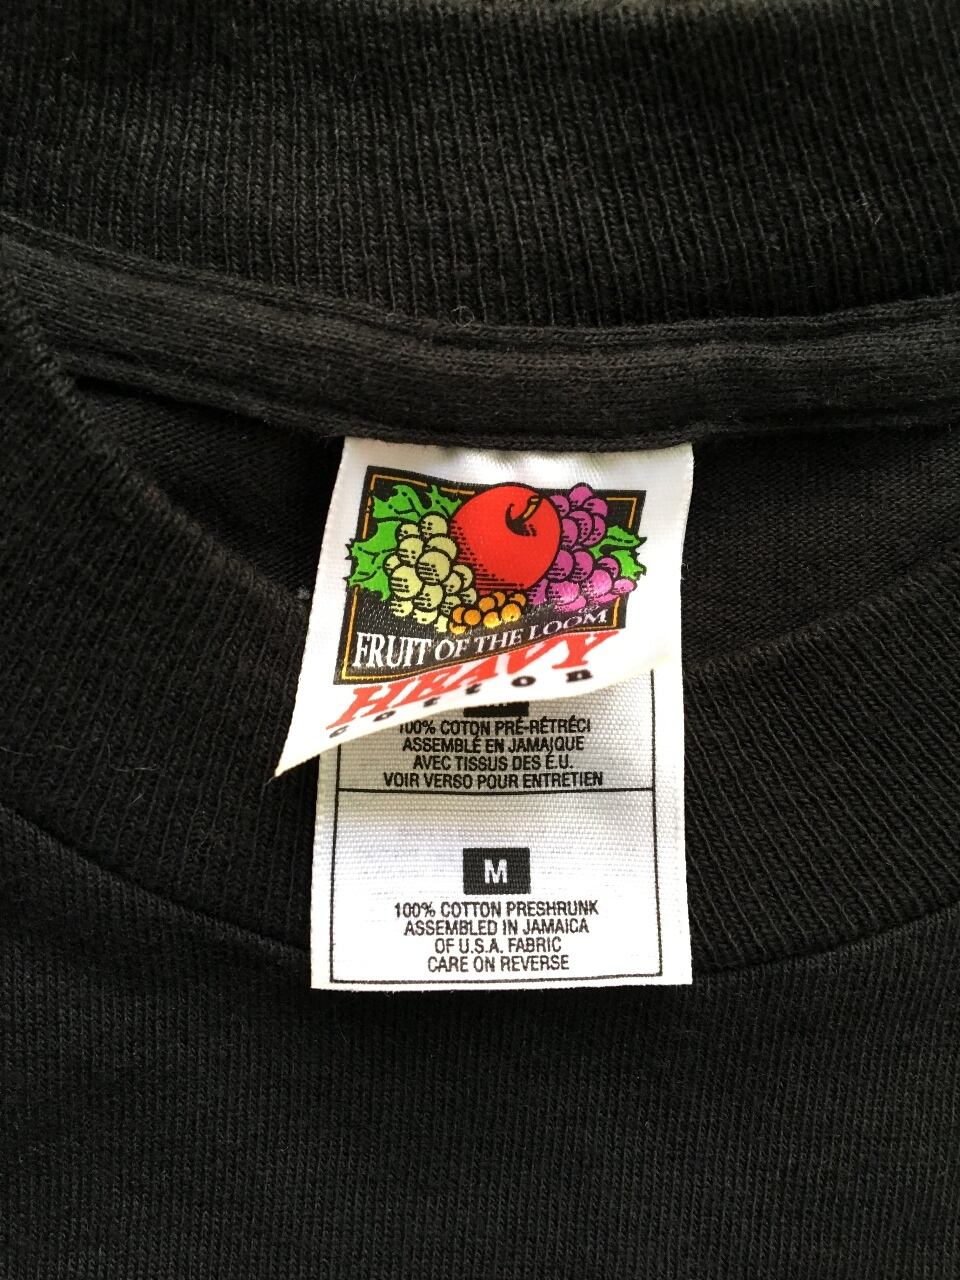 FRUIT OF THE LOOM
HEAVY
cotton
100% COTON PRÉ-RÉTRÉCI
ASSEMBLÉ EN JAMAÏQUE
AVEC TISSUS DES É.U.
VOIR VERSO POUR ENTRETIEN
M
100% COTTON PRESHRUNK
ASSEMBLED IN JAMAICA
OF U.S.A. FABRIC
CARE ON REVERSE